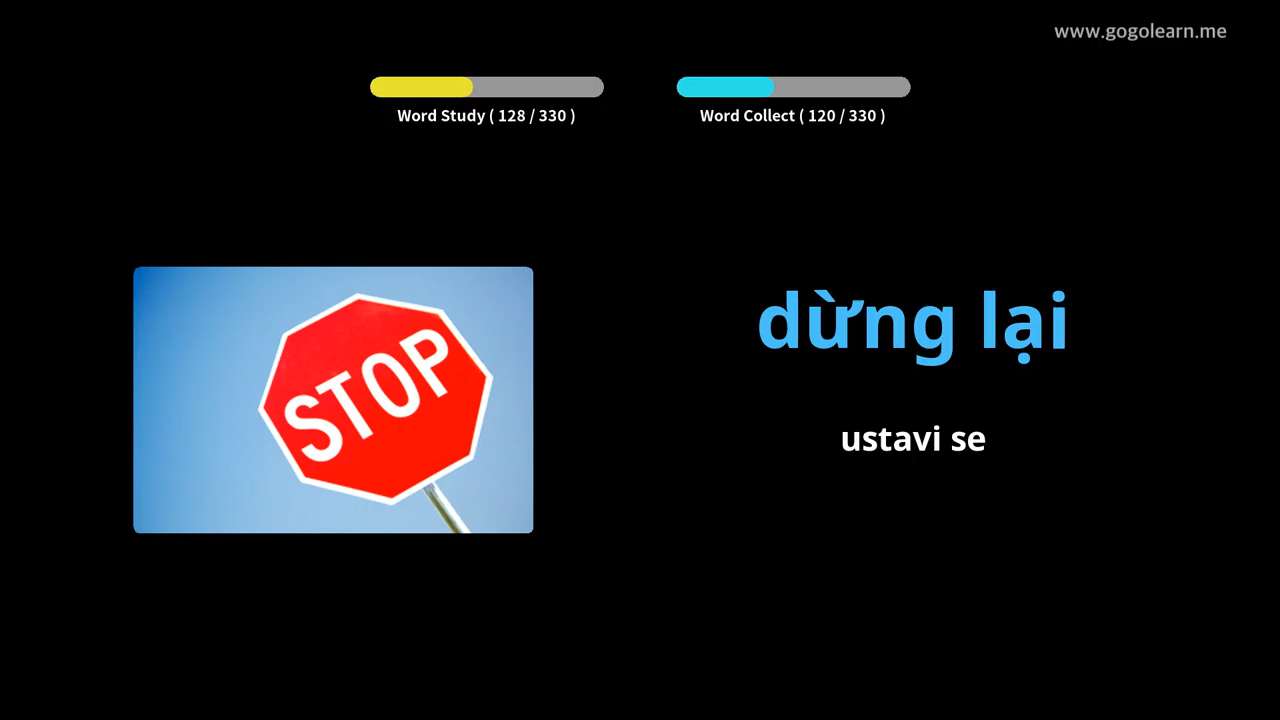 www.gogolearn.me
Word Study ( 128 / 330 )
Word Collect ( 120 / 330 )
STOP
dừng lại
ustavi se